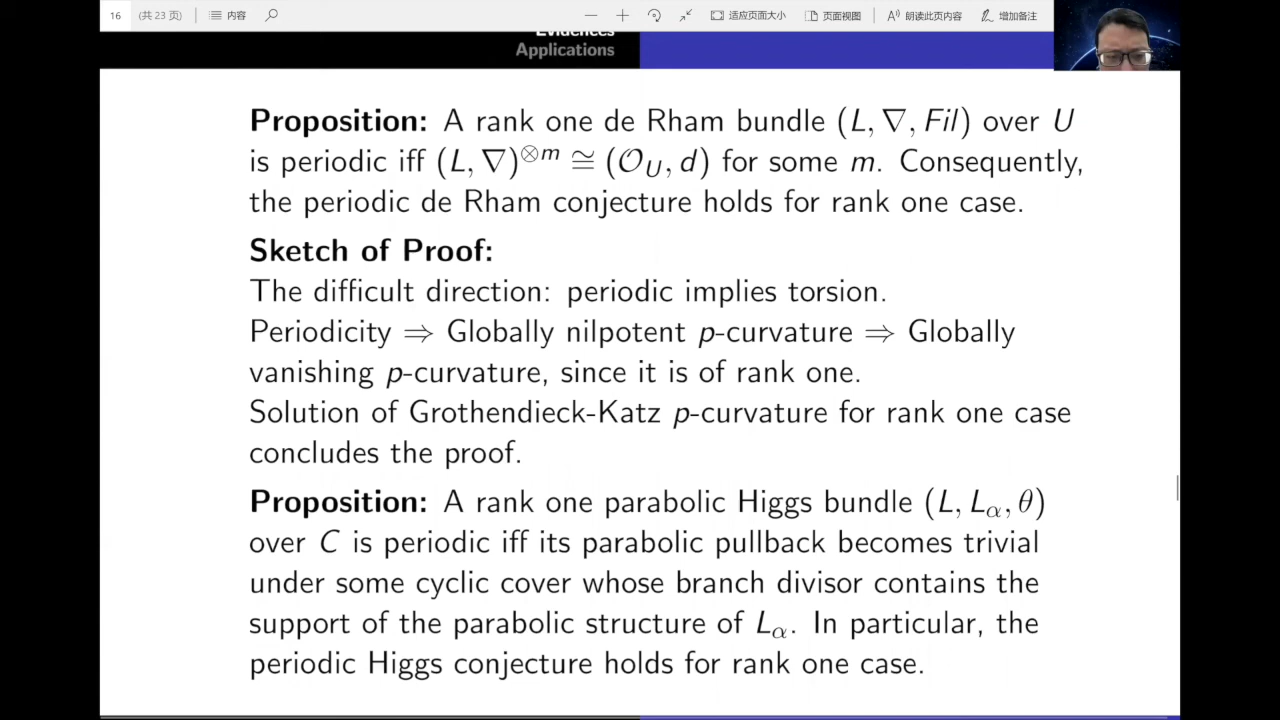 16 (共 23 页) 内容 适应页面大小 页面视图 朗读此页内容 增加备注
Evidences
Applications
Proposition: A rank one de Rham bundle (L, ∇, Fil) over U
is periodic iff (L, ∇)^{⊗m} ≅ (𝒪_U, d) for some m. Consequently,
the periodic de Rham conjecture holds for rank one case.
Sketch of Proof:
The difficult direction: periodic implies torsion.
Periodicity ⇒ Globally nilpotent p-curvature ⇒ Globally
vanishing p-curvature, since it is of rank one.
Solution of Grothendieck-Katz p-curvature for rank one case
concludes the proof.
Proposition: A rank one parabolic Higgs bundle (L, L_α, θ)
over C is periodic iff its parabolic pullback becomes trivial
under some cyclic cover whose branch divisor contains the
support of the parabolic structure of L_α. In particular, the
periodic Higgs conjecture holds for rank one case.